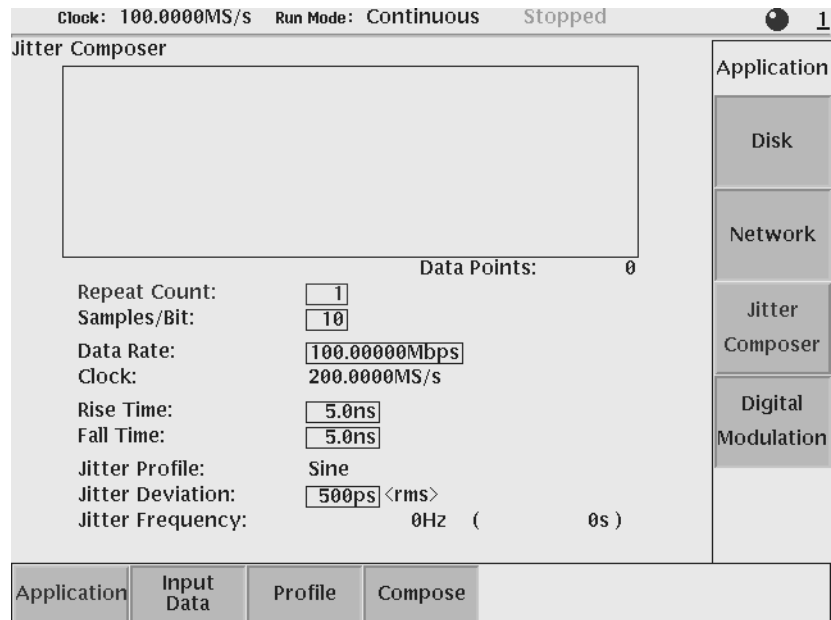 Clock: 100.0000MS/s Run Mode: Continuous Stopped 1
Jitter Composer
Application
Disk
Network
Jitter
Composer
Digital
Modulation
Data Points: 0
Repeat Count: 1
Samples/Bit: 10
Data Rate: 100.00000Mbps
Clock: 200.0000MS/s
Rise Time: 5.0ns
Fall Time: 5.0ns
Jitter Profile: Sine
Jitter Deviation: 500ps <rms>
Jitter Frequency: 0Hz ( 0s )
Application
Input
Data
Profile
Compose